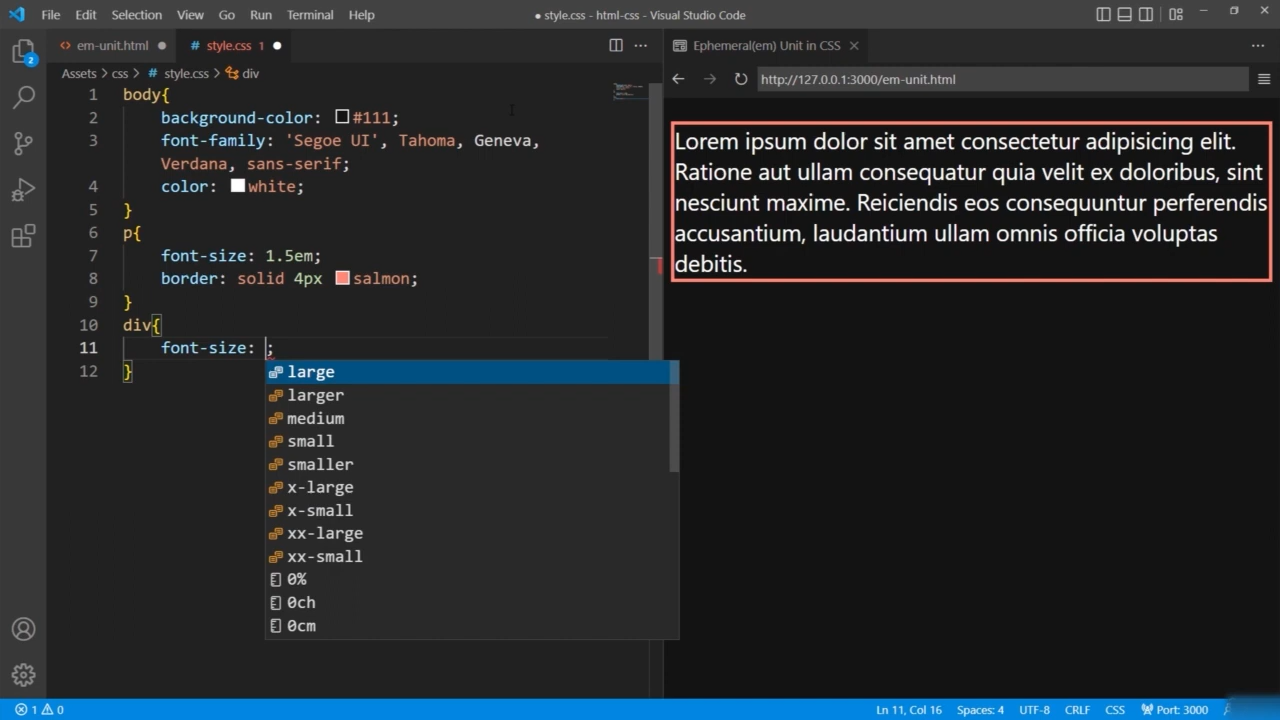 File Edit Selection View Go Run Terminal Help
● style.css - html-css - Visual Studio Code
em-unit.html ●
# style.css 1 ●
Assets > css > # style.css > div
1 body{
2 background-color: #111;
3 font-family: 'Segoe UI', Tahoma, Geneva,
Verdana, sans-serif;
4 color: white;
5 }
6 p{
7 font-size: 1.5em;
8 border: solid 4px salmon;
9 }
10 div{
11 font-size: ;
12 }
large
larger
medium
small
smaller
x-large
x-small
xx-large
xx-small
0%
0ch
0cm
2
Ephemeral(em) Unit in CSS
http://127.0.0.1:3000/em-unit.html
Lorem ipsum dolor sit amet consectetur adipisicing elit.
Ratione aut ullam consequatur quia velit ex doloribus, sint
nesciunt maxime. Reiciendis eos consequuntur perferendis
accusantium, laudantium ullam omnis officia voluptas
debitis.
1 0
Ln 11, Col 16 Spaces: 4 UTF-8 CRLF CSS Port: 3000